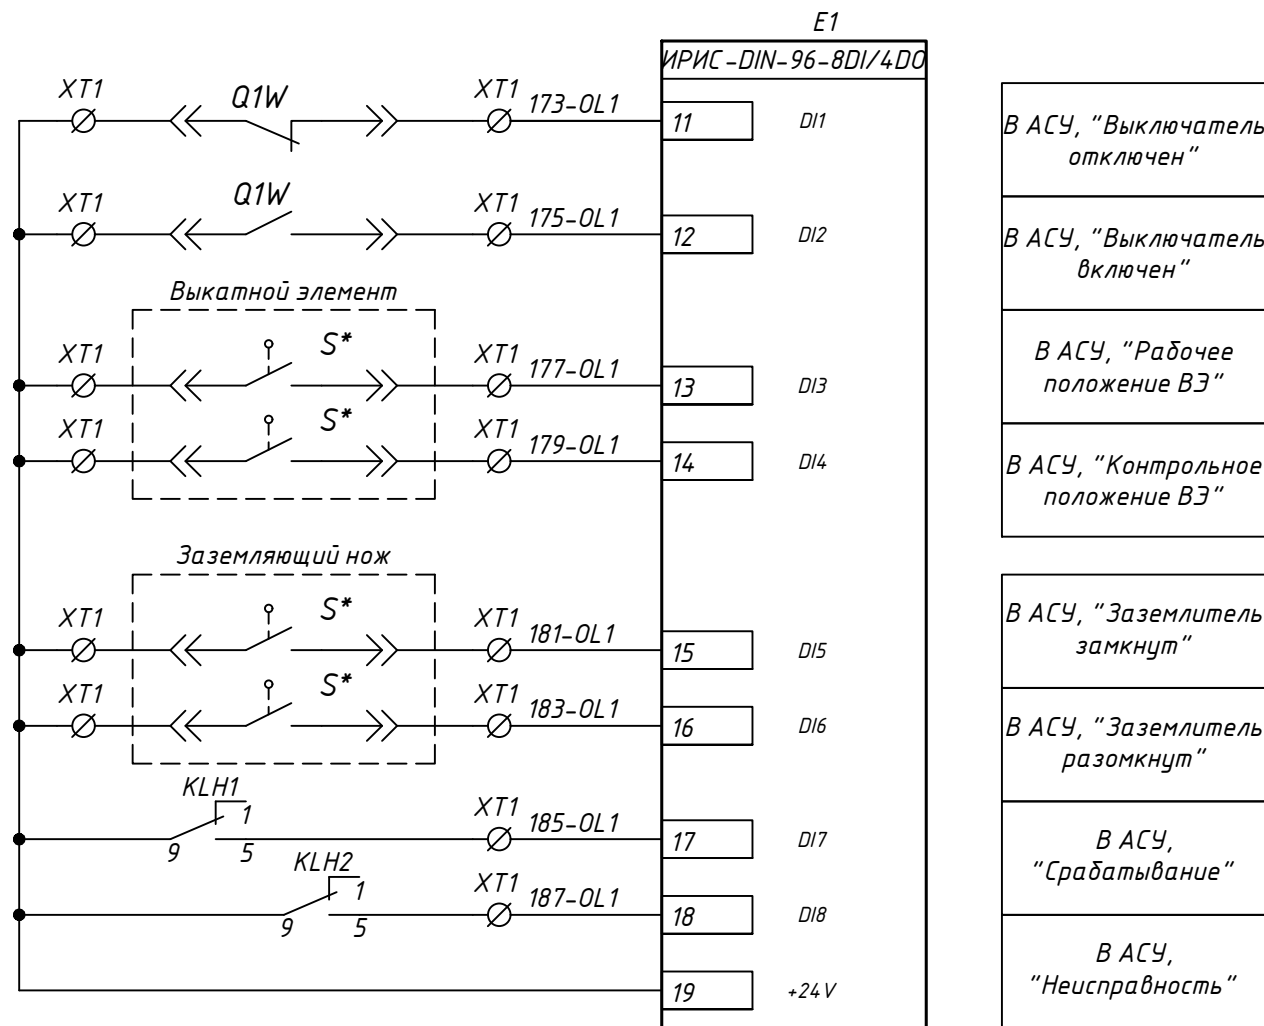 E1
ИРИС-DIN-96-8DI/4DO
XT1
Q1W
XT1
173-OL1
11
DI1
В АСУ, "Выключатель
отключен"
XT1
Q1W
XT1
175-OL1
12
DI2
В АСУ, "Выключатель
включен"
Выкатной элемент
XT1
S*
XT1
177-OL1
13
DI3
В АСУ, "Рабочее
положение ВЭ"
XT1
S*
XT1
179-OL1
14
DI4
В АСУ, "Контрольное
положение ВЭ"
Заземляющий нож
XT1
S*
XT1
181-OL1
15
DI5
В АСУ, "Заземлитель
замкнут"
XT1
S*
XT1
183-OL1
16
DI6
В АСУ, "Заземлитель
разомкнут"
KLH1
1
9
5
XT1
185-OL1
17
DI7
В АСУ,
"Срабатывание"
KLH2
1
9
5
XT1
187-OL1
18
DI8
В АСУ,
"Неисправность"
19
+24V